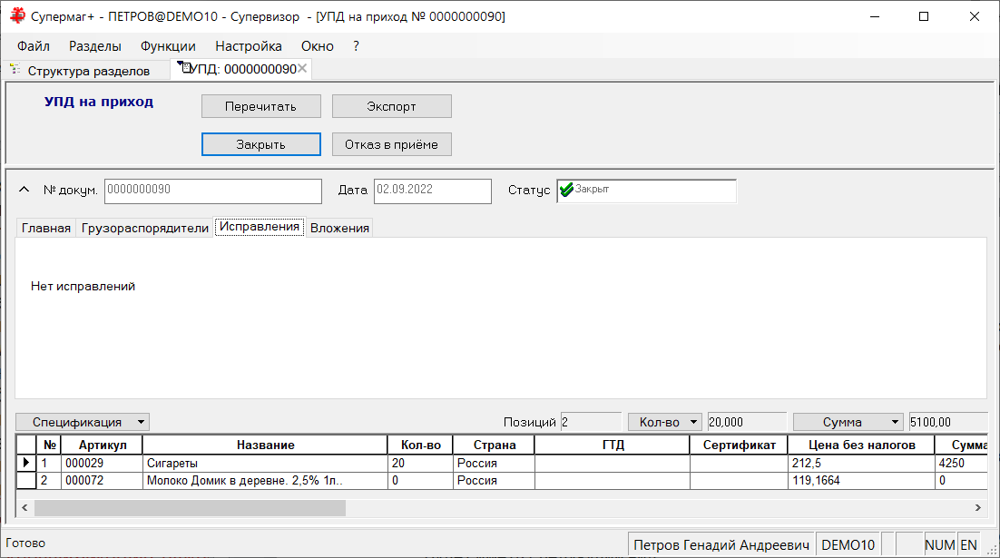 Супермаг+ - ПЕТРОВ@DEMO10 - Супервизор - [УПД на приход № 0000000090]
Файл Разделы Функции Настройка Окно ?
Структура разделов УПД: 0000000090
УПД на приход Перечитать Экспорт
Закрыть Отказ в приёме
№ докум. 0000000090 Дата 02.09.2022 Статус Закрыт
Главная Грузораспорядители Исправления Вложения
Нет исправлений
Спецификация Позиций 2 Кол-во 20,000 Сумма 5100,00
№ Артикул Название Кол-во Страна ГТД Сертификат Цена без налогов Сумма
1 000029 Сигареты 20 Россия 212,5 4250
2 000072 Молоко Домик в деревне. 2,5% 1л.. 0 Россия 119,1664 0
Готово Петров Генадий Андреевич DEMO10 NUM EN